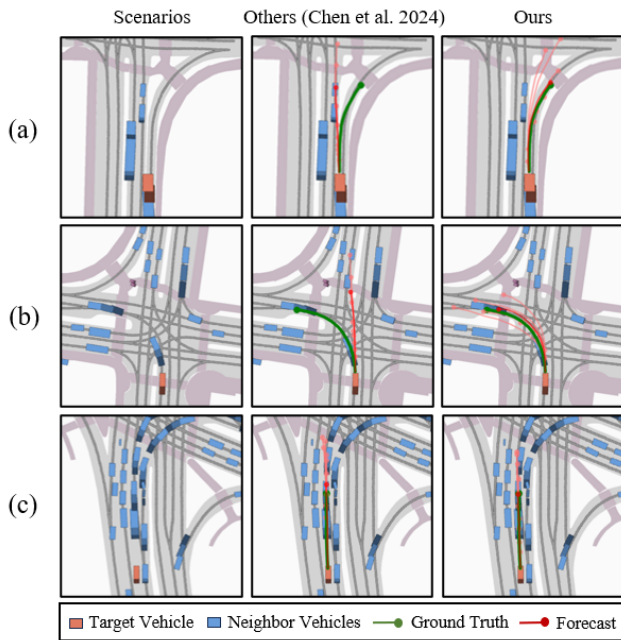 Scenarios Others (Chen et al. 2024) Ours
(a)
(b)
(c)
Target Vehicle Neighbor Vehicles Ground Truth Forecast